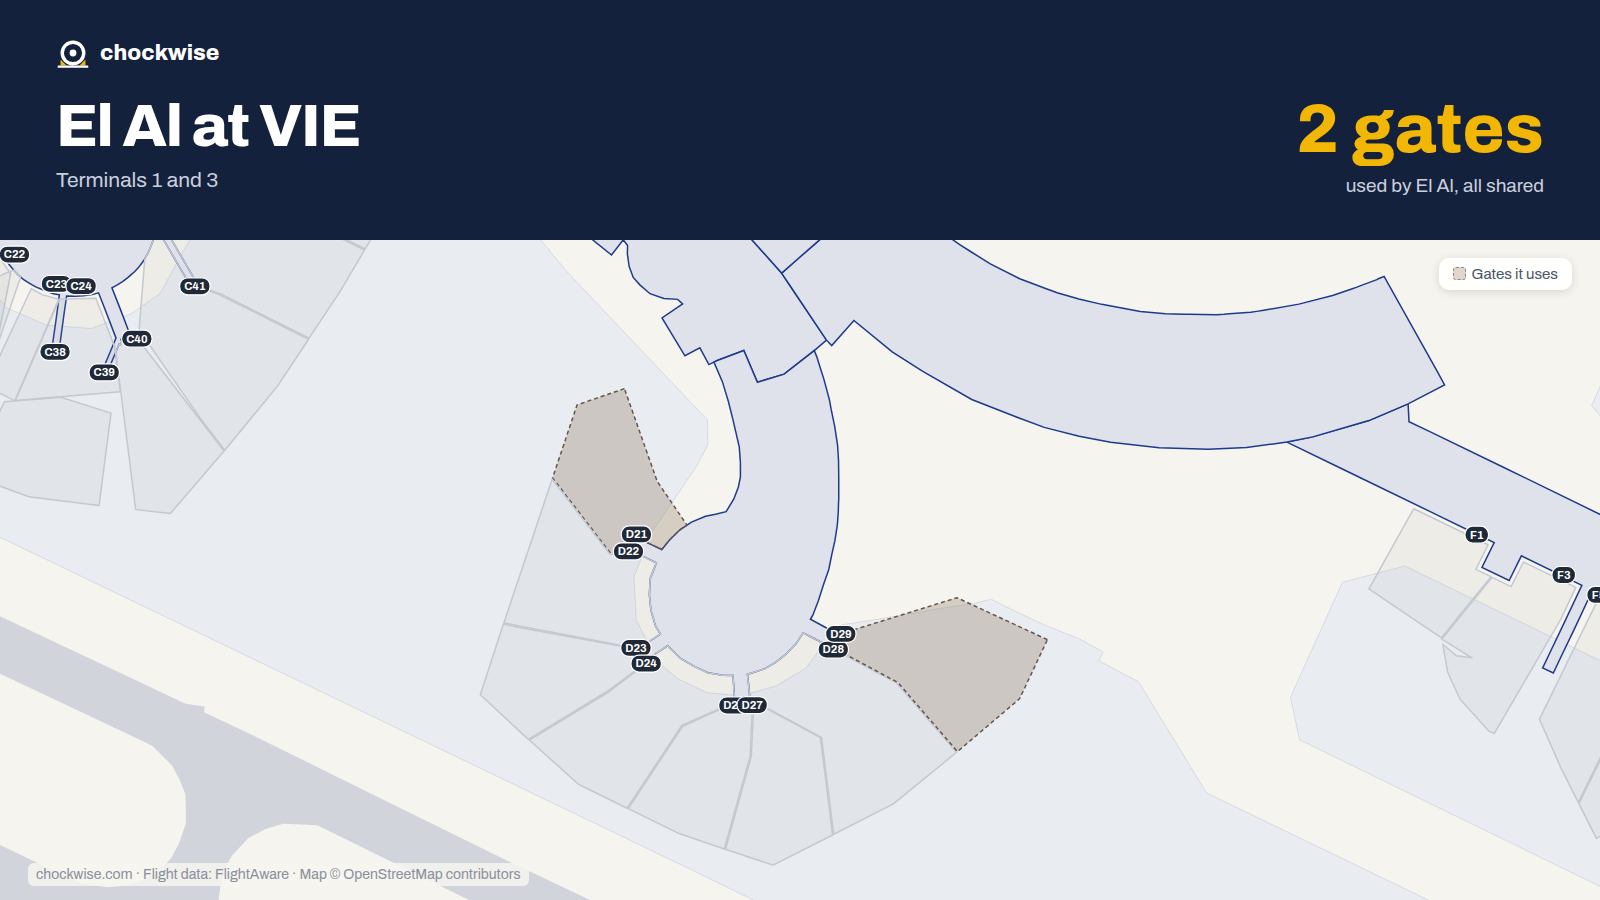 chockwise
El Al at VIE
Terminals 1 and 3
2 gates
used by El Al, all shared
Gates it uses
C22
C23
C24
C41
C38
C40
C39
D21
D22
D23
D24
D27
D29
D28
F1
F3
chockwise.com · Flight data: FlightAware · Map © OpenStreetMap contributors